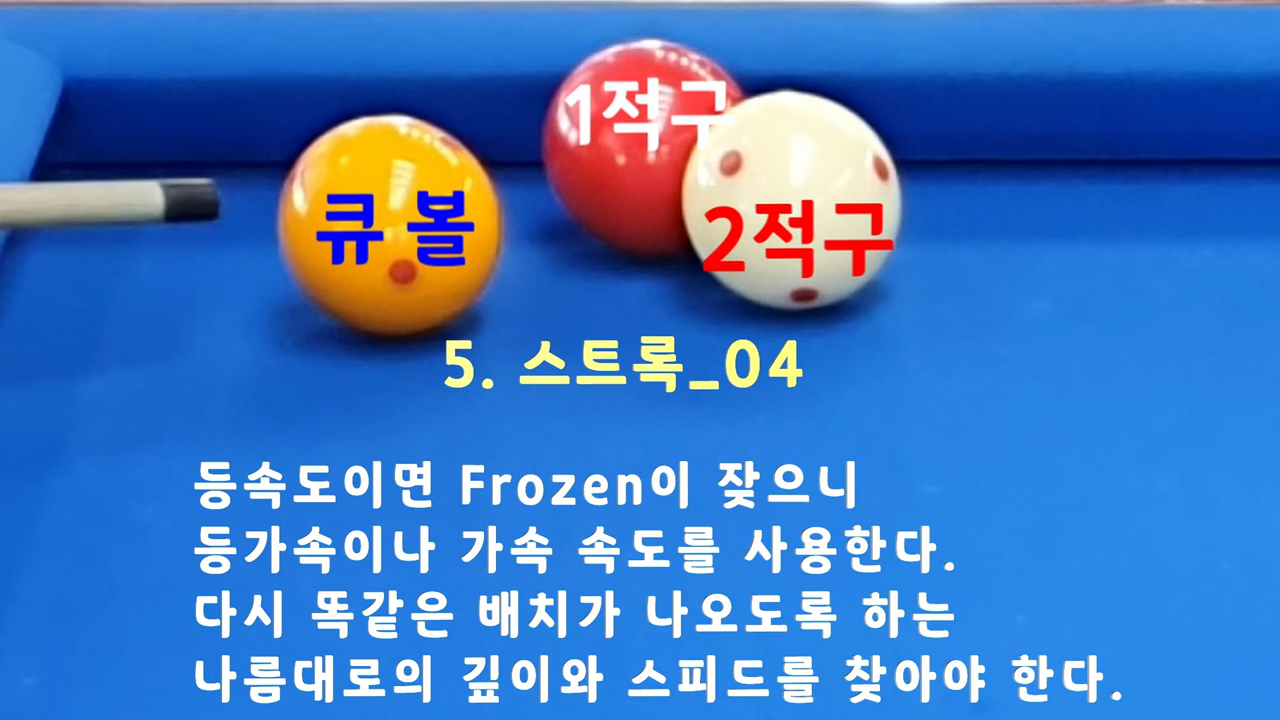 1적구
큐 볼
2적구
5. 스트록_04
등속도이면 Frozen이 잦으니
등가속이나 가속 속도를 사용한다.
다시 똑같은 배치가 나오도록 하는
나름대로의 깊이와 스피드를 찾아야 한다.